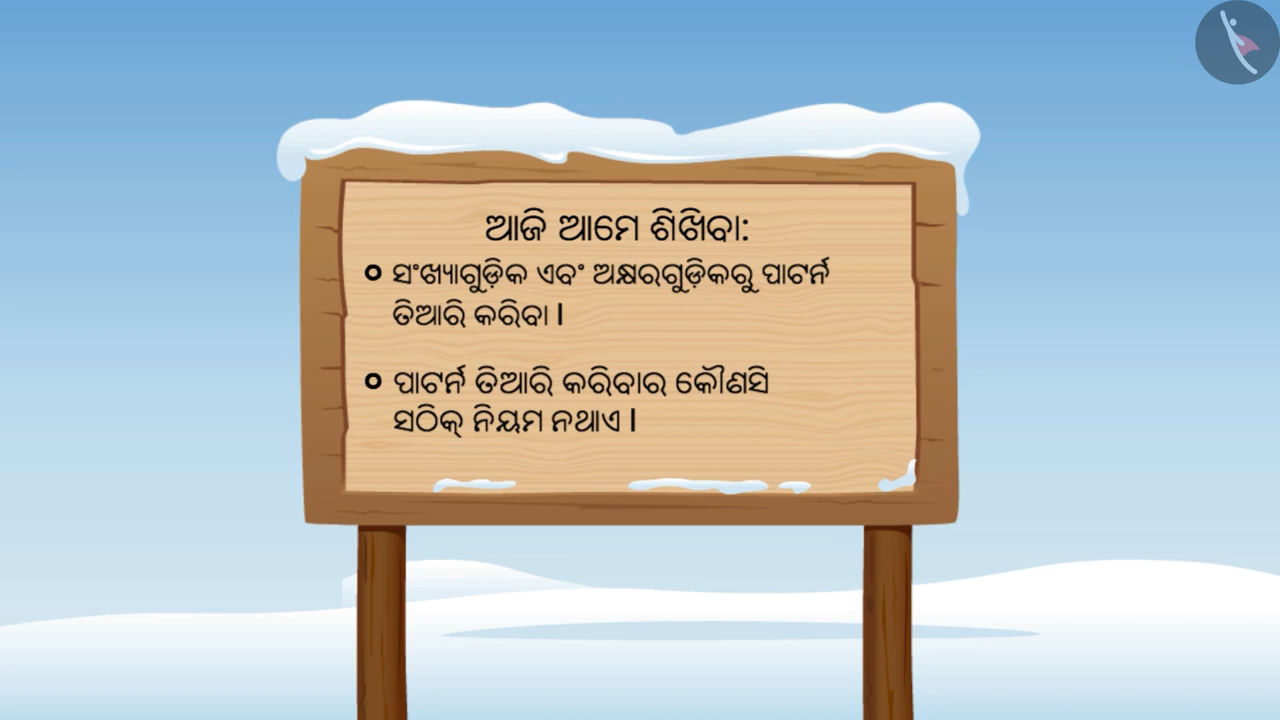 ଆଜି ଆମେ ଶିଖିବା:
ସଂଖ୍ୟାଗୁଡ଼ିକ ଏବଂ ଅକ୍ଷରଗୁଡ଼ିକରୁ ପାଟର୍ନ
ତିଆରି କରିବା ।
ପାଟର୍ନ ତିଆରି କରିବାର କୌଣସି
ସଠିକ୍ ନିୟମ ନଥାଏ ।